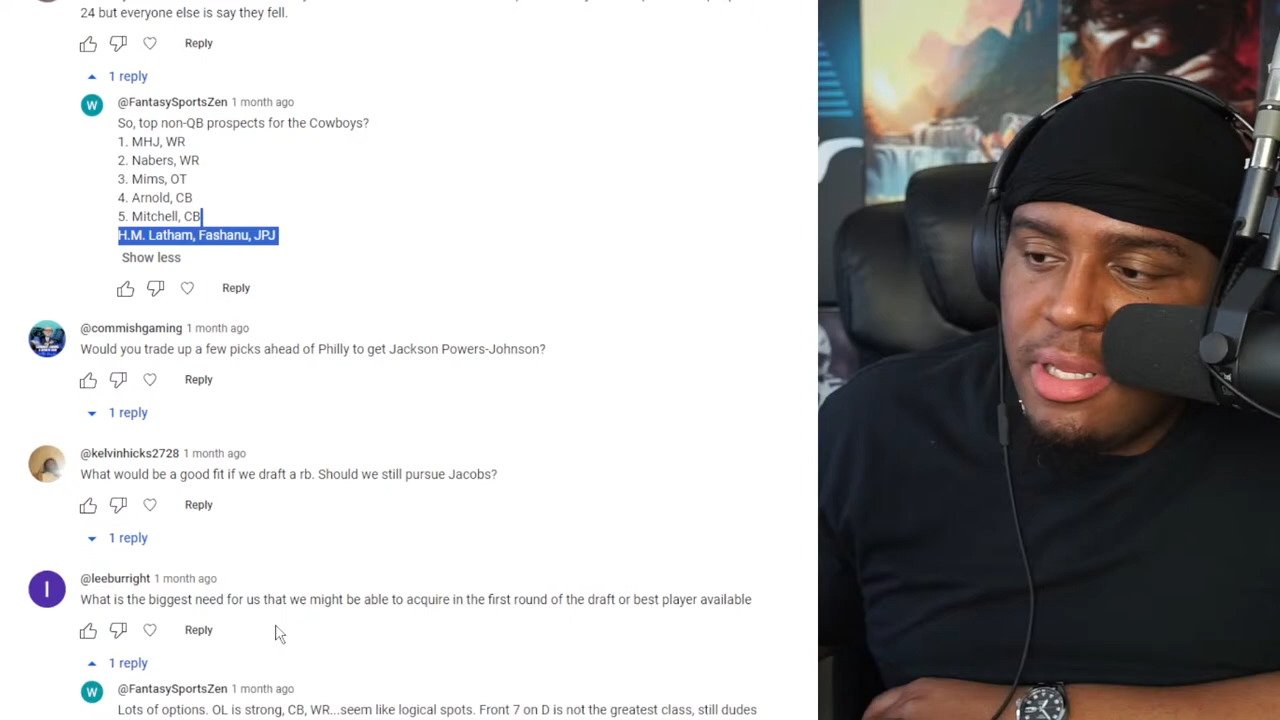 24 but everyone else is say they fell.
Reply
1 reply
W
@FantasySportsZen 1 month ago
So, top non-QB prospects for the Cowboys?
1. MHJ, WR
2. Nabers, WR
3. Mims, OT
4. Arnold, CB
5. Mitchell, CB
H.M. Latham, Fashanu, JPJ
Show less
Reply
@commishgaming 1 month ago
Would you trade up a few picks ahead of Philly to get Jackson Powers-Johnson?
Reply
1 reply
@kelvinhicks2728 1 month ago
What would be a good fit if we draft a rb. Should we still pursue Jacobs?
Reply
1 reply
l
@leeburright 1 month ago
What is the biggest need for us that we might be able to acquire in the first round of the draft or best player available
Reply
1 reply
W
@FantasySportsZen 1 month ago
Lots of options. OL is strong, CB, WR...seem like logical spots. Front 7 on D is not the greatest class, still dudes